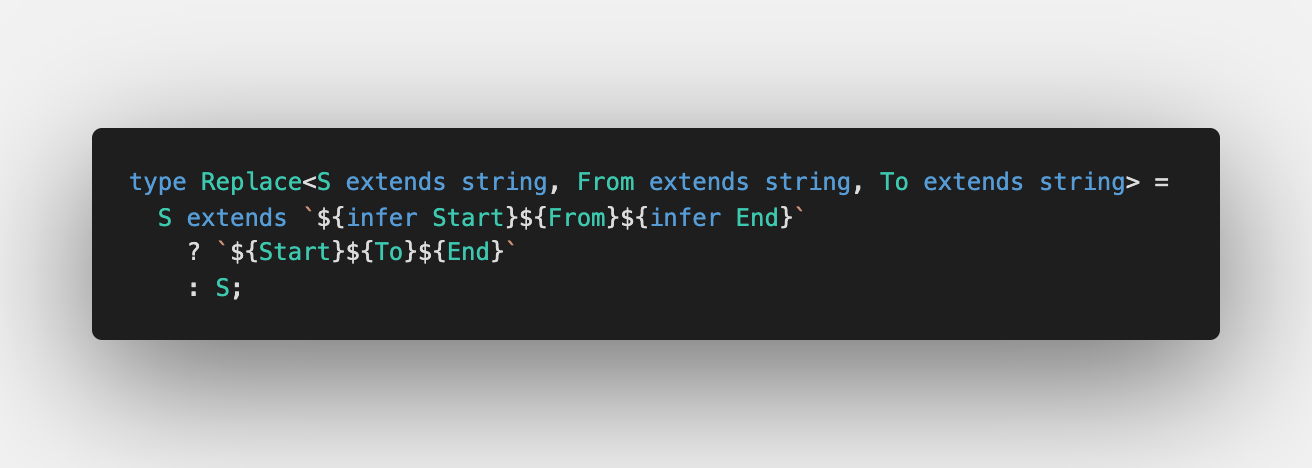 type Replace<S extends string, From extends string, To extends string> =
  S extends `${infer Start}${From}${infer End}`
    ? `${Start}${To}${End}`
    : S;